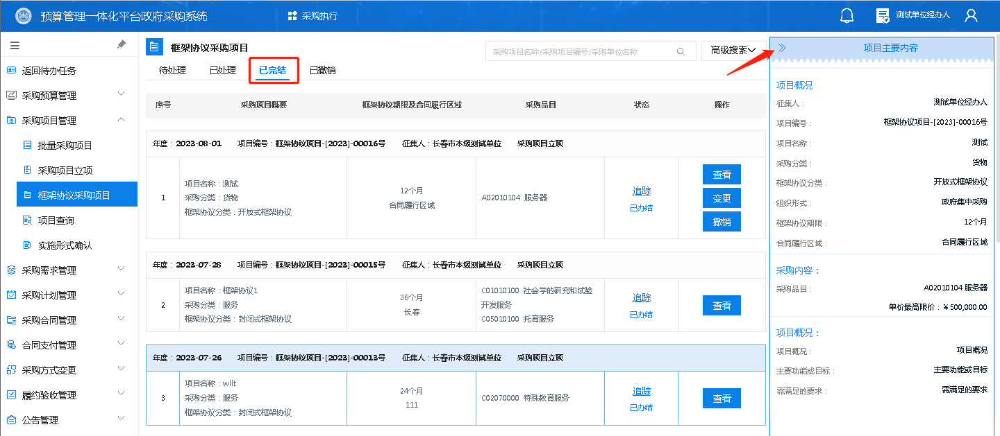 预算管理一体化平台政府采购系统
采购执行
测试单位经办人
返回待办任务
采购预算管理
采购项目管理
批量采购项目
采购项目立项
框架协议采购项目
项目查询
实施形式确认
采购需求管理
采购计划管理
采购合同管理
合同支付管理
采购方式变更
履约验收管理
公告管理
框架协议采购项目
采购项目名称/采购项目编号/采购单位名称
高级搜索
待处理 已处理 已完结 已撤销
序号 采购项目概要 框架协议期限及合同履行区域 采购品目 状态 操作
年度：2023-08-01 项目编号：框架协议项目-[2023]-00016号 征集人：长春市本级测试单位 采购项目立项
1
项目名称：测试
采购分类：货物
框架协议分类：开放式框架协议
12个月
合同履行区域
A02010104 服务器
追踪
已办结
查看
变更
撤销
年度：2023-07-28 项目编号：框架协议项目-[2023]-00015号 征集人：长春市本级测试单位 采购项目立项
2
项目名称：框架协议1
采购分类：服务
框架协议分类：封闭式框架协议
36个月
长春
C01010100 社会学的研究和试验
开发服务
C05010100 托育服务
追踪
已办结
查看
年度：2023-07-26 项目编号：框架协议项目-[2023]-00013号 征集人：长春市本级测试单位 采购项目立项
3
项目名称：wllt
采购分类：服务
框架协议分类：封闭式框架协议
24个月
111
C02070000 特殊教育服务
追踪
已办结
查看
项目主要内容
项目概况
征集人： 测试单位经办人
项目编号： 框架协议项目-[2023]-00016号
项目名称： 测试
采购分类： 货物
框架协议分类： 开放式框架协议
组织形式： 政府集中采购
框架协议期限： 12个月
合同履行区域： 合同履行区域
采购内容：
采购品目： A02010104 服务器
单价最高限价：￥500,000.00
项目概况：
项目概况： 项目概况
主要功能或目标： 主要功能或目标
需满足的要求： 需满足的要求